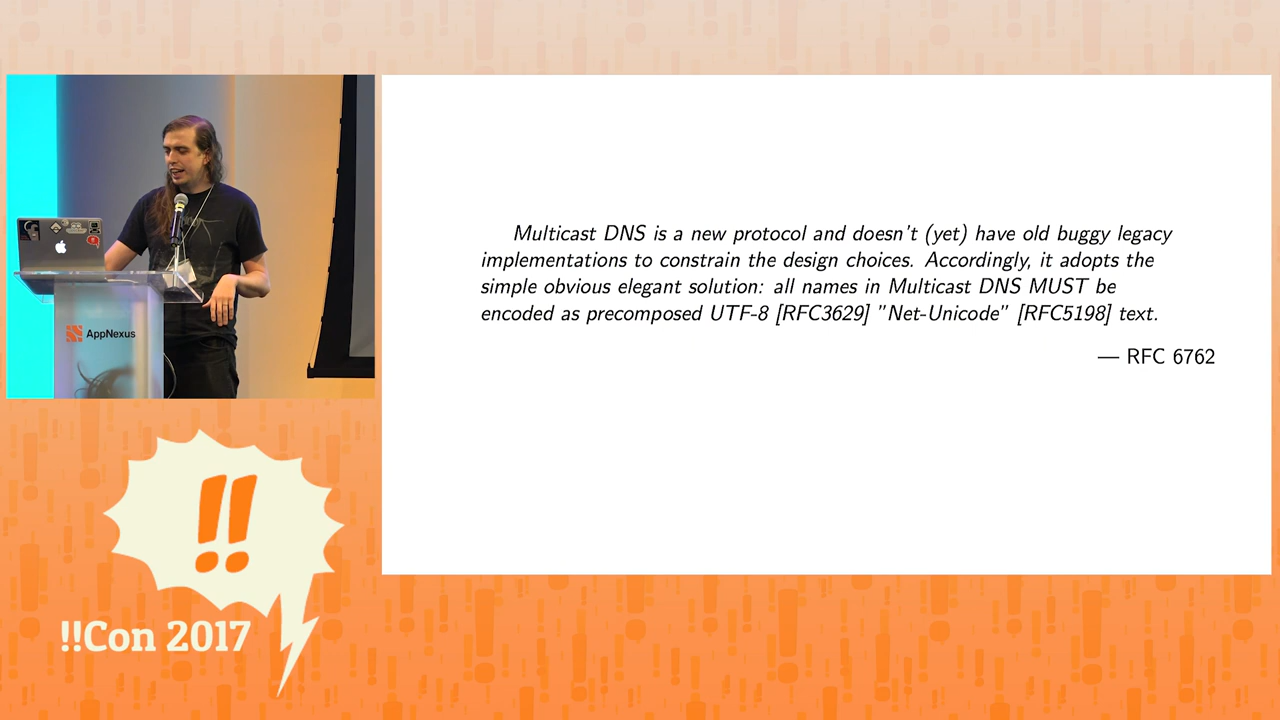 Multicast DNS is a new protocol and doesn't (yet) have old buggy legacy
implementations to constrain the design choices. Accordingly, it adopts the
simple obvious elegant solution: all names in Multicast DNS MUST be
encoded as precomposed UTF-8 [RFC3629] "Net-Unicode" [RFC5198] text.
— RFC 6762
AppNexus
!!
!!Con 2017